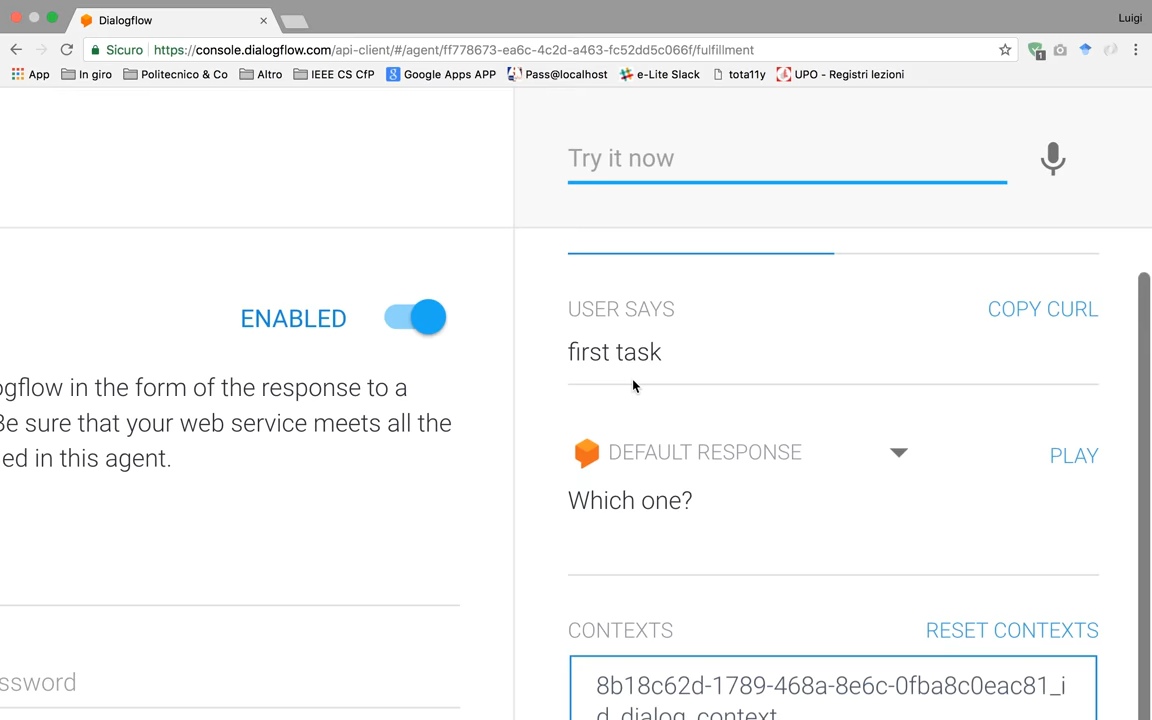 Dialogflow
Luigi
Sicuro https://console.dialogflow.com/api-client/#/agent/ff778673-ea6c-4c2d-a463-fc52dd5c066f/fulfillment
1
App In giro Politecnico & Co Altro IEEE CS CfP Google Apps APP Pass@localhost e-Lite Slack tota11y UPO - Registri lezioni
Try it now
USER SAYS COPY CURL
ENABLED
first task
ogflow in the form of the response to a
Be sure that your web service meets all the
ed in this agent.
DEFAULT RESPONSE PLAY
Which one?
CONTEXTS RESET CONTEXTS
ssword
8b18c62d-1789-468a-8e6c-0fba8c0eac81_i
d_dialog_context